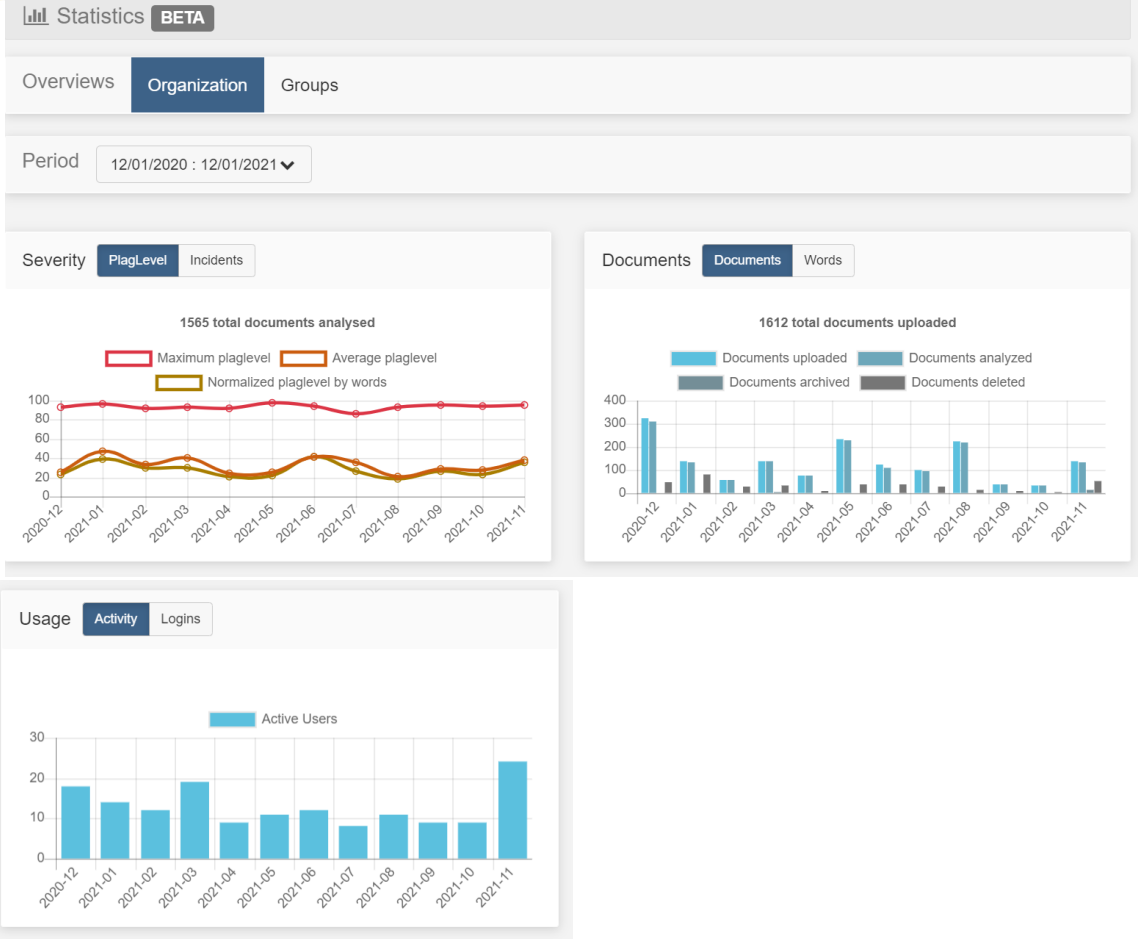 Statistics BETA
Overviews Organization Groups
Period 12/01/2020 : 12/01/2021
Severity PlagLevel Incidents
1565 total documents analysed
Maximum plaglevel Average plaglevel
Normalized plaglevel by words
100
80
60
40
20
0
2020-12 2021-01 2021-02 2021-03 2021-04 2021-05 2021-06 2021-07 2021-08 2021-09 2021-10 2021-11
Documents Documents Words
1612 total documents uploaded
Documents uploaded Documents analyzed
Documents archived Documents deleted
400
300
200
100
0
2020-12 2021-01 2021-02 2021-03 2021-04 2021-05 2021-06 2021-07 2021-08 2021-09 2021-10 2021-11
Usage Activity Logins
Active Users
30
20
10
0
2020-12 2021-01 2021-02 2021-03 2021-04 2021-05 2021-06 2021-07 2021-08 2021-09 2021-10 2021-11